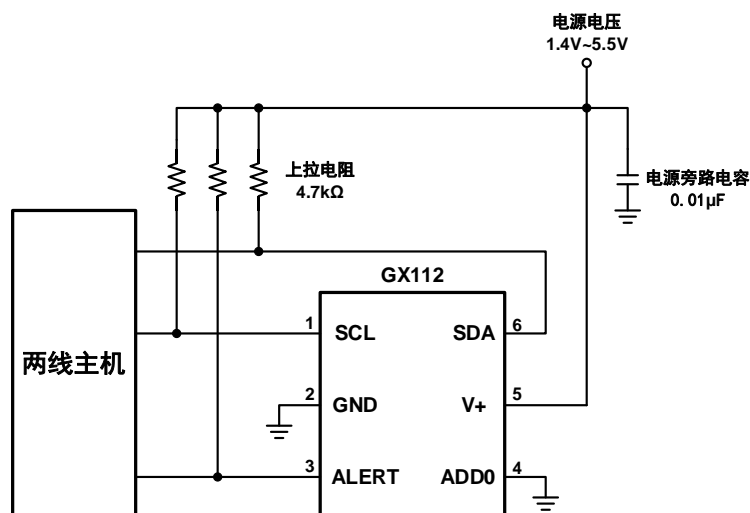 电源电压
1.4V~5.5V
上拉电阻
4.7kΩ
电源旁路电容
0.01µF
GX112
两线主机
1
SCL
SDA
6
2
GND
V+
5
3
ALERT
ADD0
4